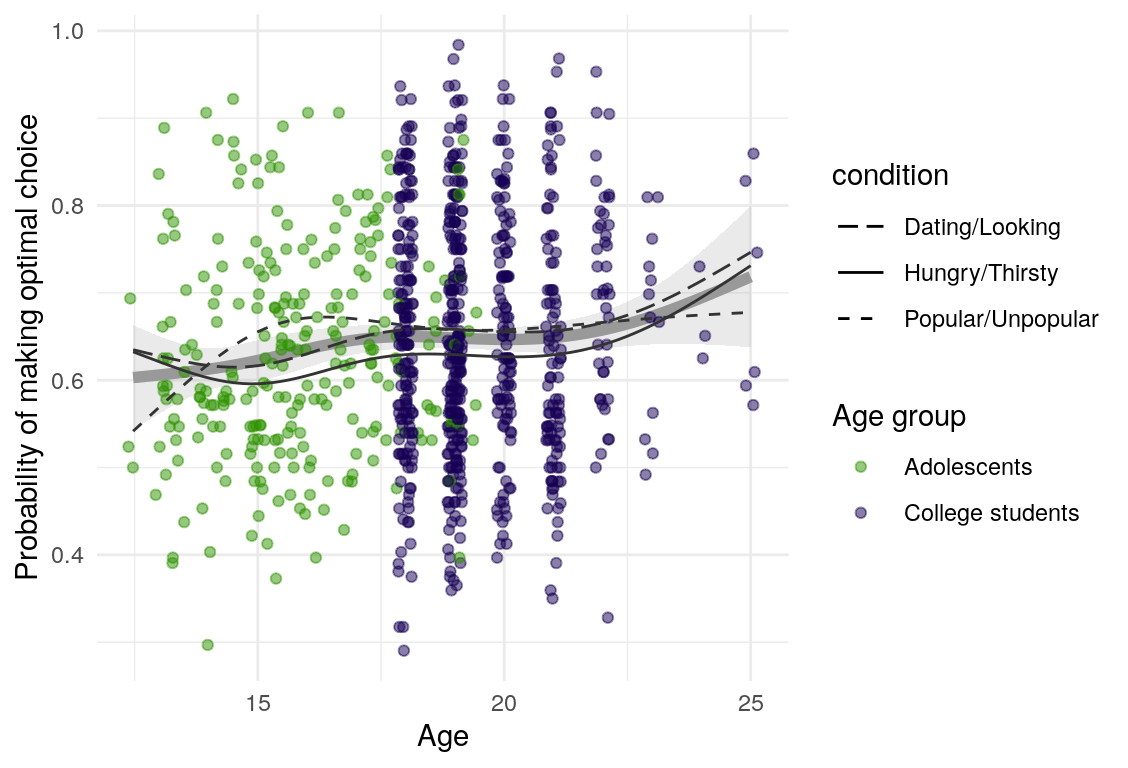 1.0
0.8
0.6
0.4
Probability of making optimal choice
15
20
25
Age
condition
Dating/Looking
Hungry/Thirsty
Popular/Unpopular
Age group
Adolescents
College students